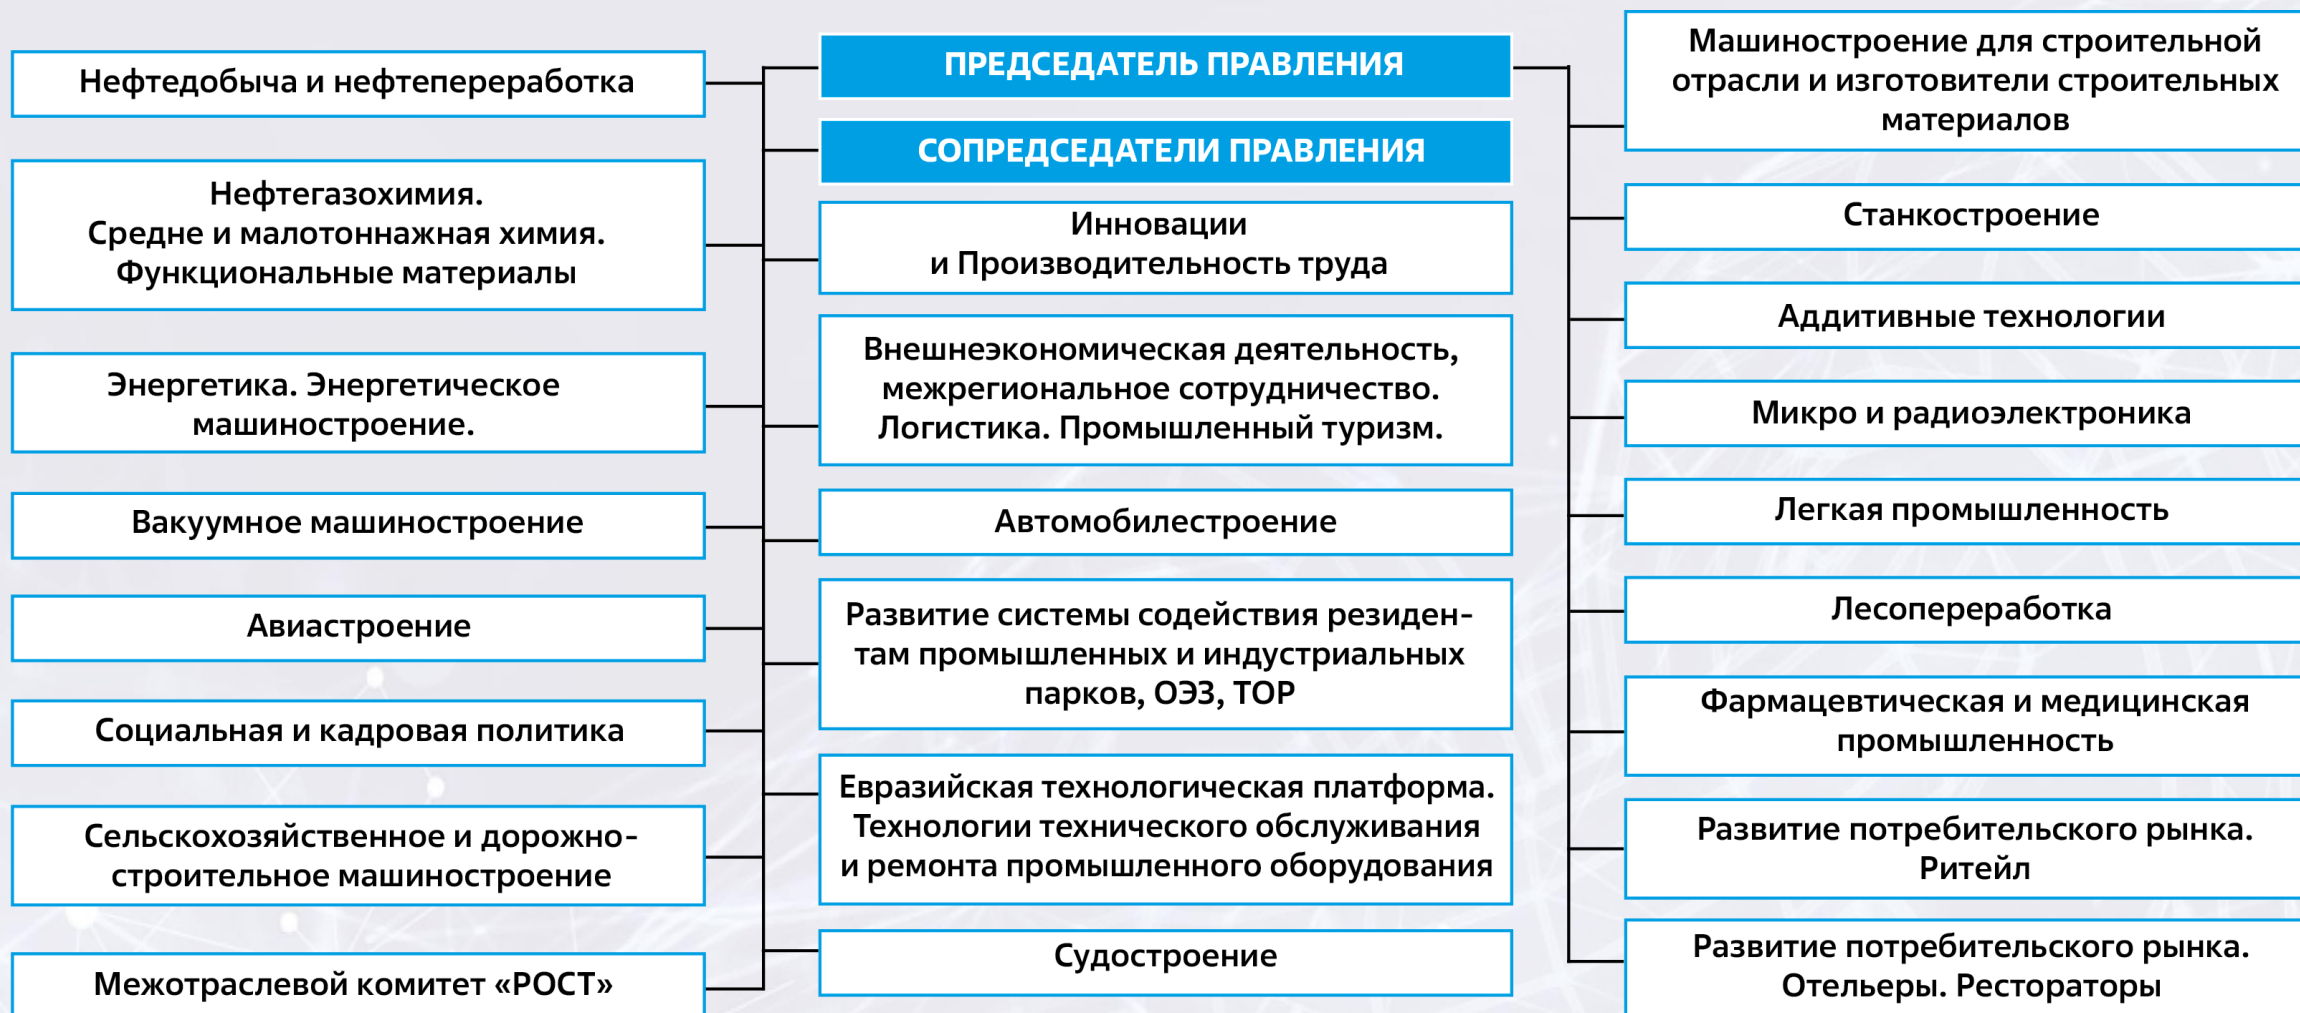 Нефтедобыча и нефтепереработка
Нефтегазохимия.
Средне и малотоннажная химия.
Функциональные материалы
Энергетика. Энергетическое
машиностроение.
Вакуумное машиностроение
Авиастроение
Социальная и кадровая политика
Сельскохозяйственное и дорожно-
строительное машиностроение
Межотраслевой комитет «РОСТ»
ПРЕДСЕДАТЕЛЬ ПРАВЛЕНИЯ
СОПРЕДСЕДАТЕЛИ ПРАВЛЕНИЯ
Инновации
и Производительность труда
Внешнеэкономическая деятельность,
межрегиональное сотрудничество.
Логистика. Промышленный туризм.
Автомобилестроение
Развитие системы содействия резиден-
там промышленных и индустриальных
парков, ОЭЗ, ТОР
Евразийская технологическая платформа.
Технологии технического обслуживания
и ремонта промышленного оборудования
Судостроение
Машиностроение для строительной
отрасли и изготовители строительных
материалов
Станкостроение
Аддитивные технологии
Микро и радиоэлектроника
Легкая промышленность
Лесопереработка
Фармацевтическая и медицинская
промышленность
Развитие потребительского рынка.
Ритейл
Развитие потребительского рынка.
Отельеры. Рестораторы